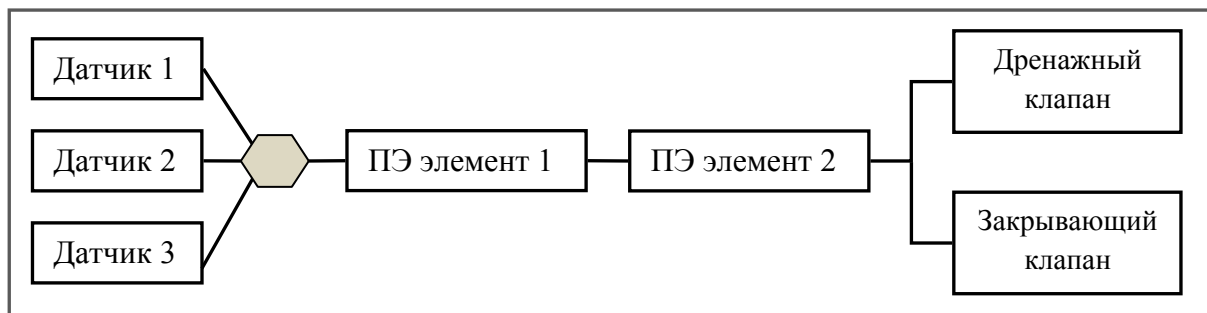 Датчик 1
Датчик 2
Датчик 3
ПЭ элемент 1
ПЭ элемент 2
Дренажный
клапан
Закрывающий
клапан